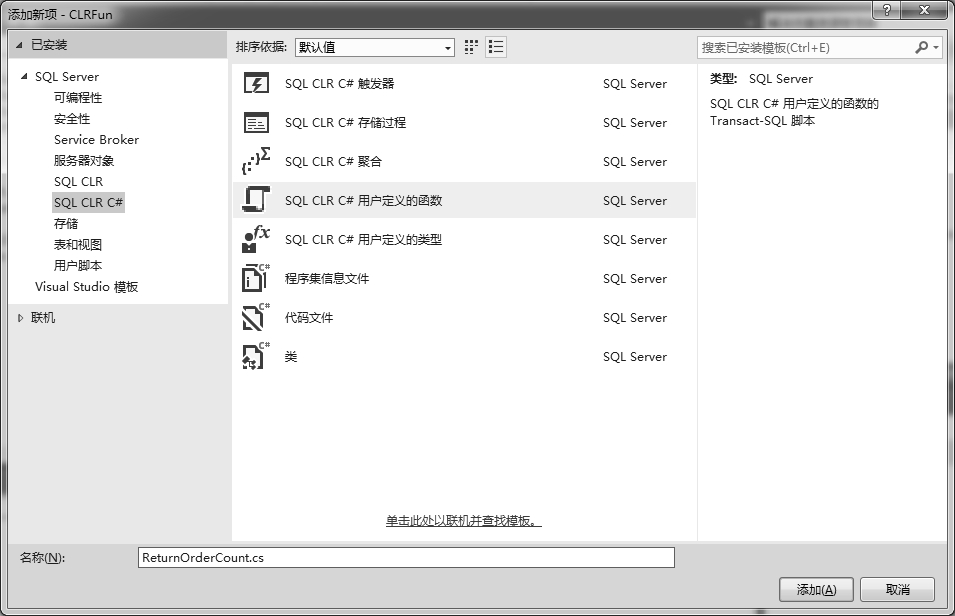 添加新项 - CLRFun
已安装
排序依据: 默认值
搜索已安装模板(Ctrl+E)
SQL Server
可编程性
安全性
Service Broker
服务器对象
SQL CLR
SQL CLR C#
存储
表和视图
用户脚本
Visual Studio 模板
联机
SQL CLR C# 触发器 SQL Server
SQL CLR C# 存储过程 SQL Server
SQL CLR C# 聚合 SQL Server
SQL CLR C# 用户定义的函数 SQL Server
SQL CLR C# 用户定义的类型 SQL Server
程序集信息文件 SQL Server
代码文件 SQL Server
类 SQL Server
单击此处以联机并查找模板。
类型: SQL Server
SQL CLR C# 用户定义的函数的
Transact-SQL 脚本
名称(N): ReturnOrderCount.cs
添加(A) 取消